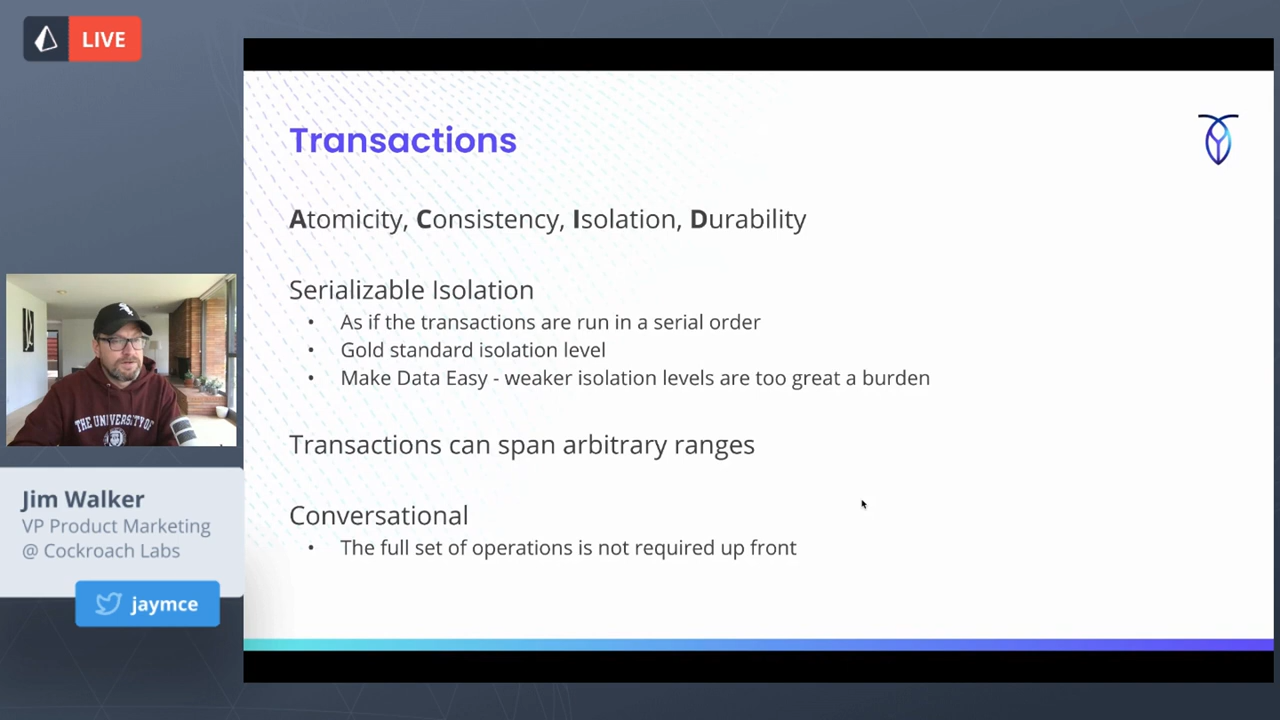 LIVE
Transactions
Atomicity, Consistency, Isolation, Durability
Serializable Isolation
• As if the transactions are run in a serial order
• Gold standard isolation level
• Make Data Easy - weaker isolation levels are too great a burden
Transactions can span arbitrary ranges
Conversational
• The full set of operations is not required up front
THE UNIVERSITY OF
Jim Walker
VP Product Marketing
@ Cockroach Labs
jaymce